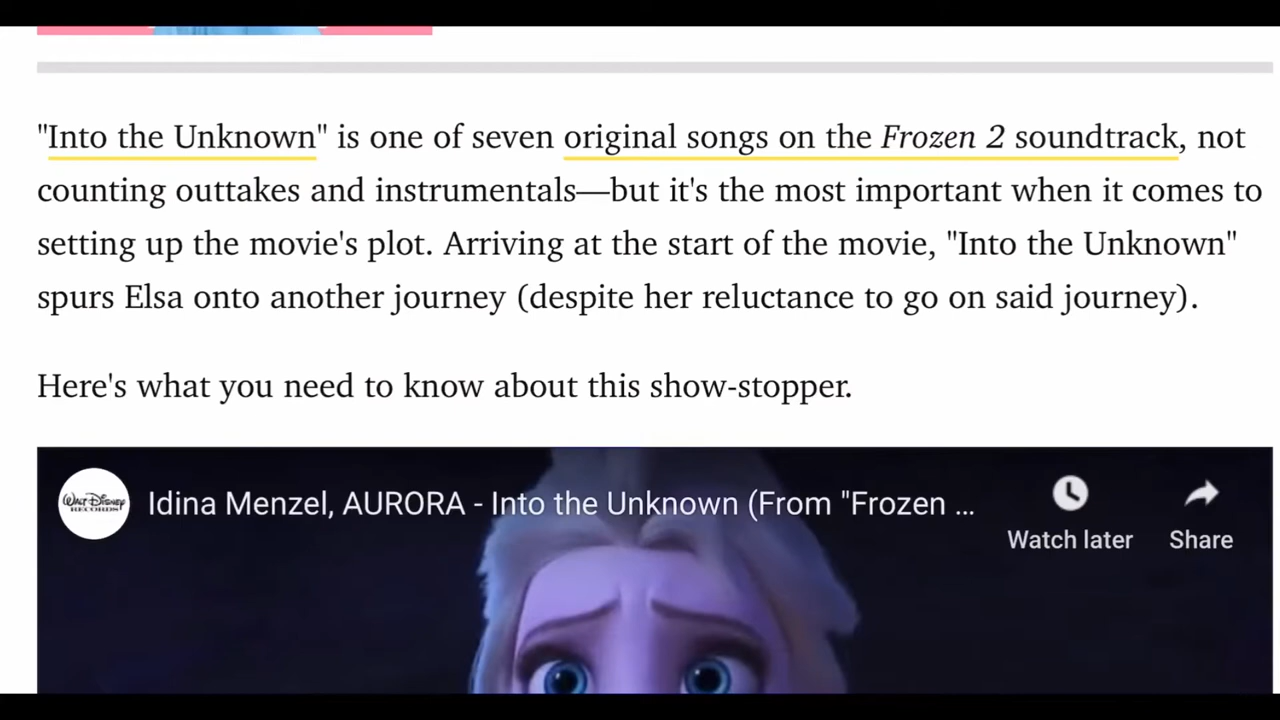 "Into the Unknown" is one of seven original songs on the Frozen 2 soundtrack, not
counting outtakes and instrumentals—but it's the most important when it comes to
setting up the movie's plot. Arriving at the start of the movie, "Into the Unknown"
spurs Elsa onto another journey (despite her reluctance to go on said journey).
Here's what you need to know about this show-stopper.
WALT DISNEY
RECORDS
Idina Menzel, AURORA - Into the Unknown (From "Frozen ...
Watch later
Share